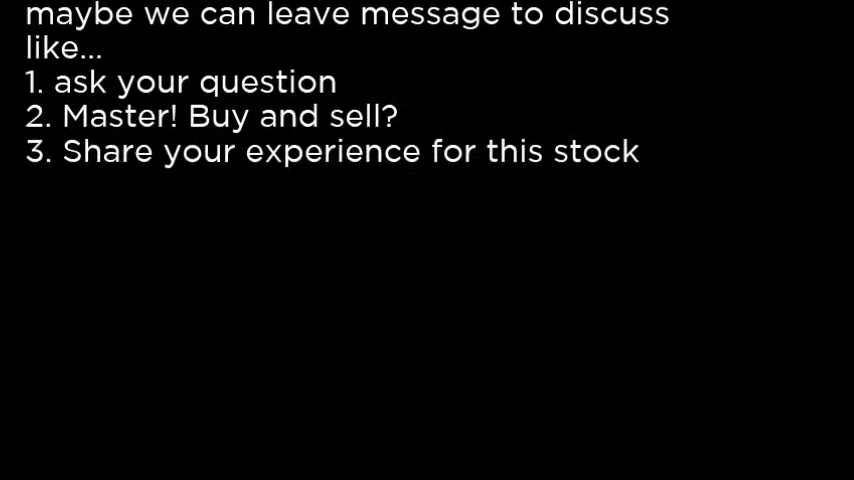 maybe we can leave message to discuss
like...
1. ask your question
2. Master! Buy and sell?
3. Share your experience for this stock